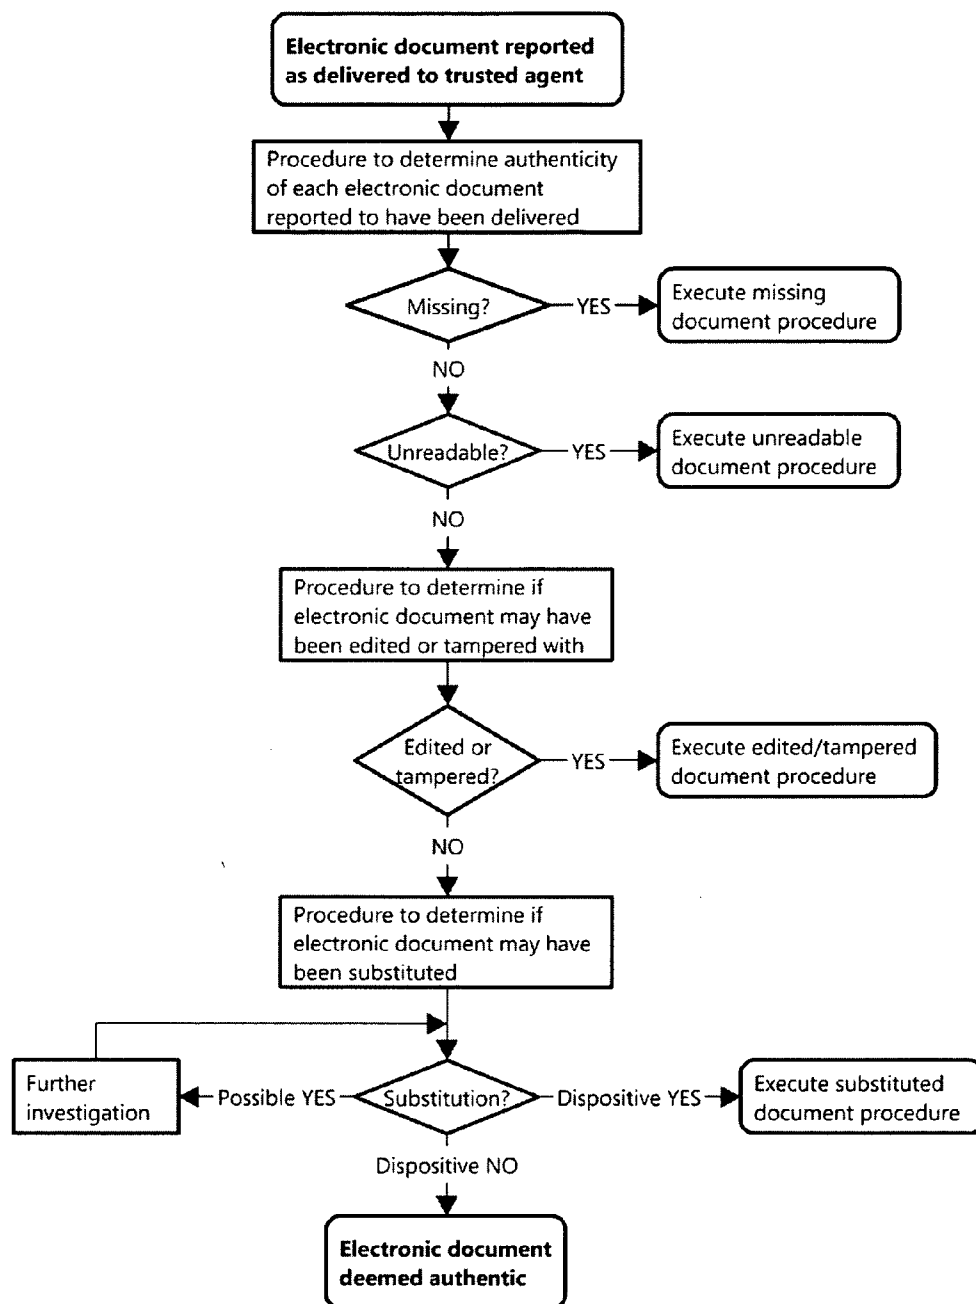 Electronic document reported
as delivered to trusted agent
Procedure to determine authenticity
of each electronic document
reported to have been delivered
Missing?
YES
Execute missing
document procedure
NO
Unreadable?
YES
Execute unreadable
document procedure
NO
Procedure to determine if
electronic document may have
been edited or tampered with
Edited or
tampered?
YES
Execute edited/tampered
document procedure
NO
Procedure to determine if
electronic document may have
been substituted
Further
investigation
Possible YES
Substitution?
Dispositive YES
Execute substituted
document procedure
Dispositive NO
Electronic document
deemed authentic